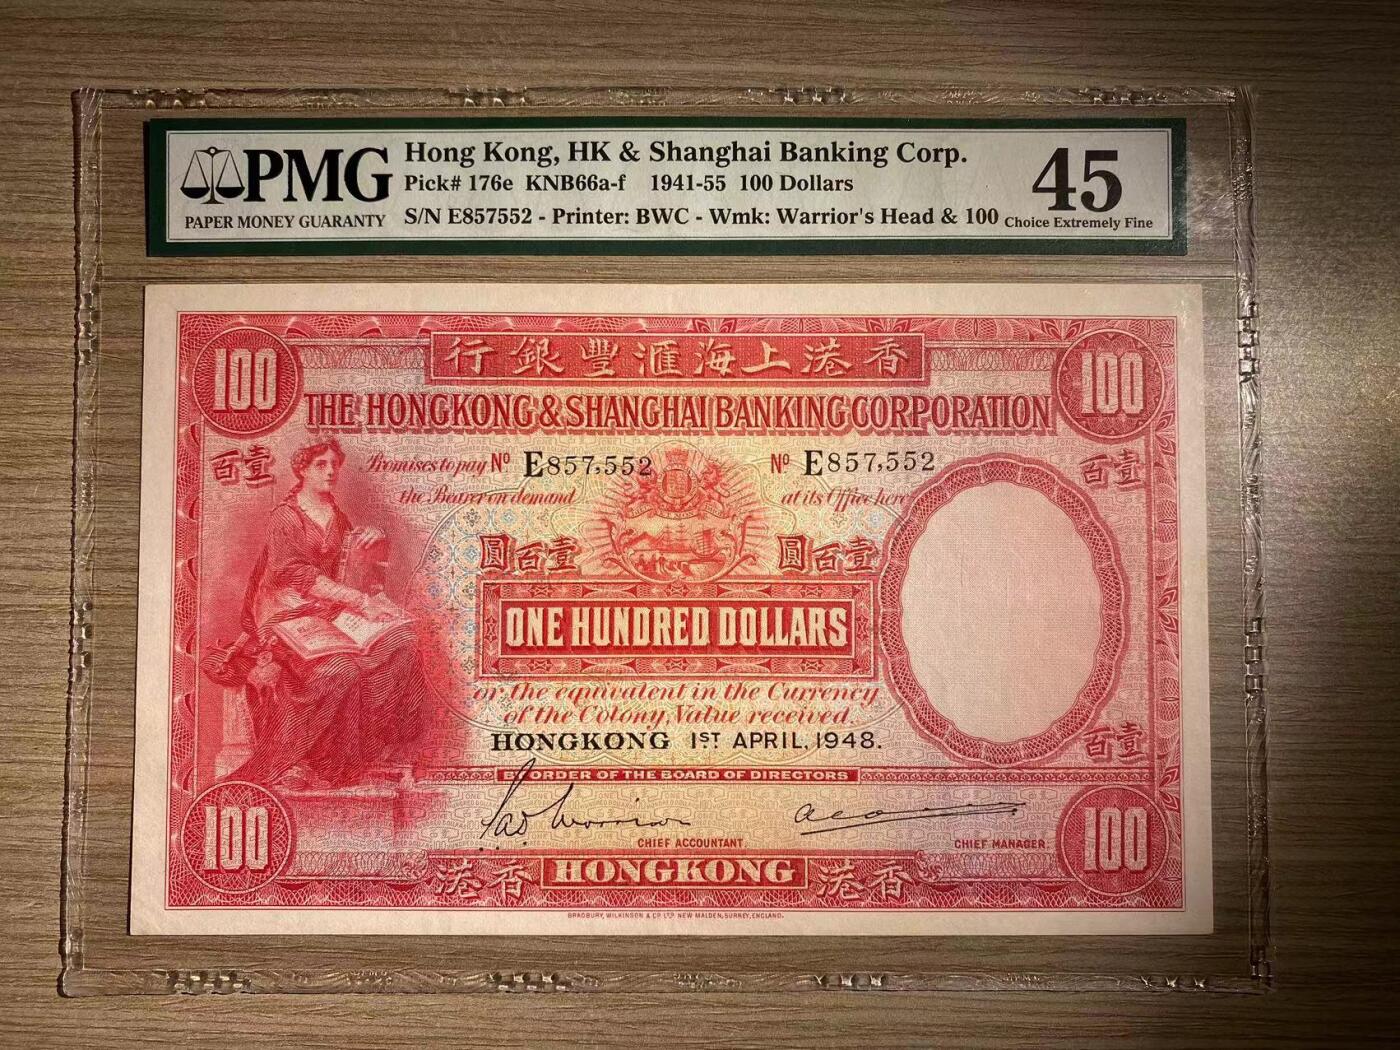 PMG
PAPER MONEY GUARANTY
Hong Kong, HK & Shanghai Banking Corp.
Pick# 176e KNB66a-f 1941-55 100 Dollars
S/N E857552 - Printer: BWC - Wmk: Warrior's Head & 100
45
Choice Extremely Fine
行銀豐滙海上港香
100
100
THE HONGKONG & SHANGHAI BANKING CORPORATION
百壹
百壹
Promises to pay Nº E857,552
Nº E857,552
the Bearer on demand
at its Office here
圓百壹
圓百壹
ONE HUNDRED DOLLARS
or, the equivalent in the Currency
of the Colony, Value received.
百壹
HONGKONG 1ST APRIL, 1948.
BY ORDER OF THE BOARD OF DIRECTORS
100
100
CHIEF ACCOUNTANT.
CHIEF MANAGER.
港香
HONGKONG
港香
BRADBURY, WILKINSON & CO. LTD. NEW MALDEN, SURREY, ENGLAND.